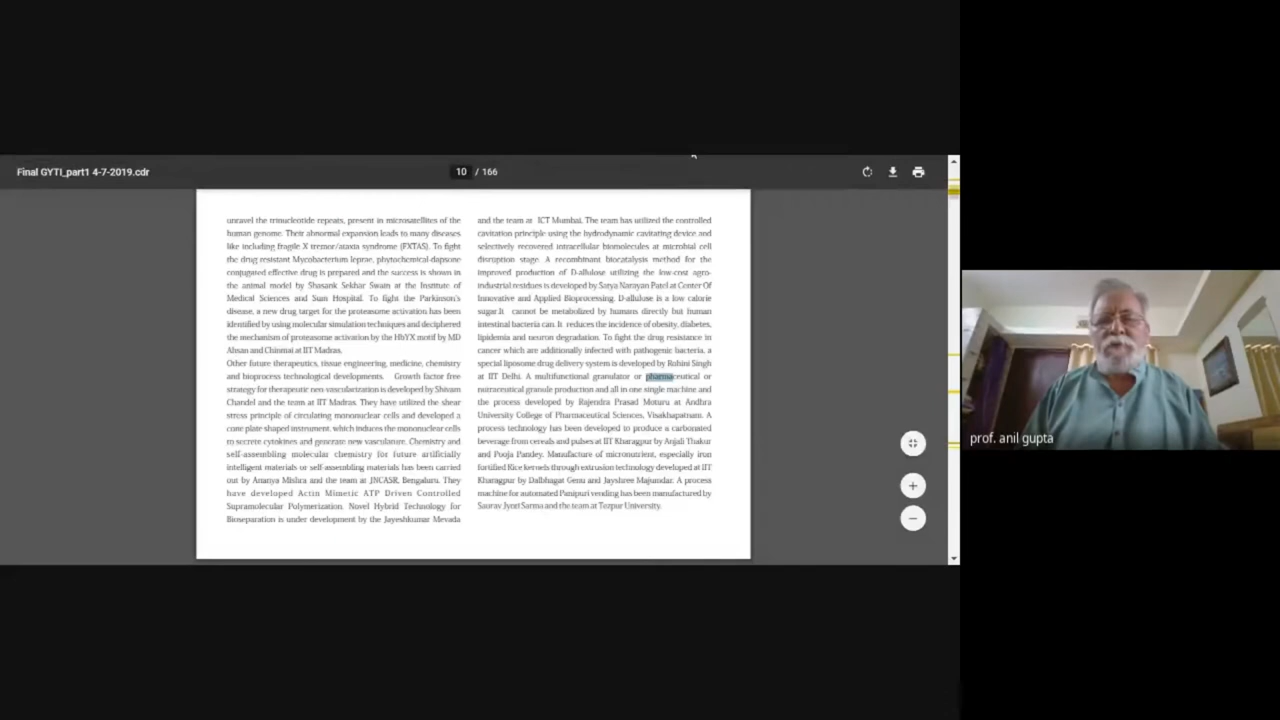 Final GYTI_part1 4-7-2019.cdr
10 / 166
unravel the trinucleotide repeats, present in microsatellites of the
human genome. Their abnormal expansion leads to many diseases
like including fragile X tremor/ataxia syndrome (FXTAS). To fight
the drug resistant Mycobacterium leprae, phytochemical-dapsone
conjugated effective drug is prepared and the success is shown in
the animal model by Shasank Sekhar Swain at the Institute of
Medical Sciences and Sum Hospital. To fight the Parkinson's
disease, a new drug target for the proteasome activation has been
identified by using molecular simulation techniques and deciphered
the mechanism of proteasome activation by the HbYX motif by MD
Ahsan and Chinmai at IIT Madras.
Other future therapeutics, tissue engineering, medicine, chemistry
and bioprocess technological developments. Growth factor free
strategy for therapeutic neo-vascularization is developed by Shivam
Chandel and the team at IIT Madras. They have utilized the shear
stress principle of circulating mononuclear cells and developed a
cone plate shaped instrument, which induces the mononuclear cells
to secrete cytokines and generate new vasculature. Chemistry and
self-assembling molecular chemistry for future artificially
intelligent materials or self-assembling materials has been carried
out by Ananya Mishra and the team at JNCASR, Bengaluru. They
have developed Actin Mimetic ATP Driven Controlled
Supramolecular Polymerization. Novel Hybrid Technology for
Bioseparation is under development by the Jayeshkumar Mevada
and the team at ICT Mumbai. The team has utilized the controlled
cavitation principle using the hydrodynamic cavitating device and
selectively recovered intracellular biomolecules at microbial cell
disruption stage. A recombinant biocatalysis method for the
improved production of D-allulose utilizing the low-cost agro-
industrial residues is developed by Satya Narayan Patel at Center Of
Innovative and Applied Bioprocessing. D-allulose is a low calorie
sugar.It cannot be metabolized by humans directly but human
intestinal bacteria can. It reduces the incidence of obesity, diabetes,
lipidemia and neuron degradation. To fight the drug resistance in
cancer which are additionally infected with pathogenic bacteria, a
special liposome drug delivery system is developed by Rohini Singh
at IIT Delhi. A multifunctional granulator or pharmaceutical or
nutraceutical granule production and all in one single machine and
the process developed by Rajendra Prasad Moturu at Andhra
University College of Pharmaceutical Sciences, Visakhapatnam. A
process technology has been developed to produce a carbonated
beverage from cereals and pulses at IIT Kharagpur by Anjali Thakur
and Pooja Pandey. Manufacture of micronutrient, especially iron
fortified Rice kernels through extrusion technology developed at IIT
Kharagpur by Dalbhagat Genu and Jayshree Majumdar. A process
machine for automated Panipuri vending has been manufactured by
Saurav Jyoti Sarma and the team at Tezpur University.
prof. anil gupta